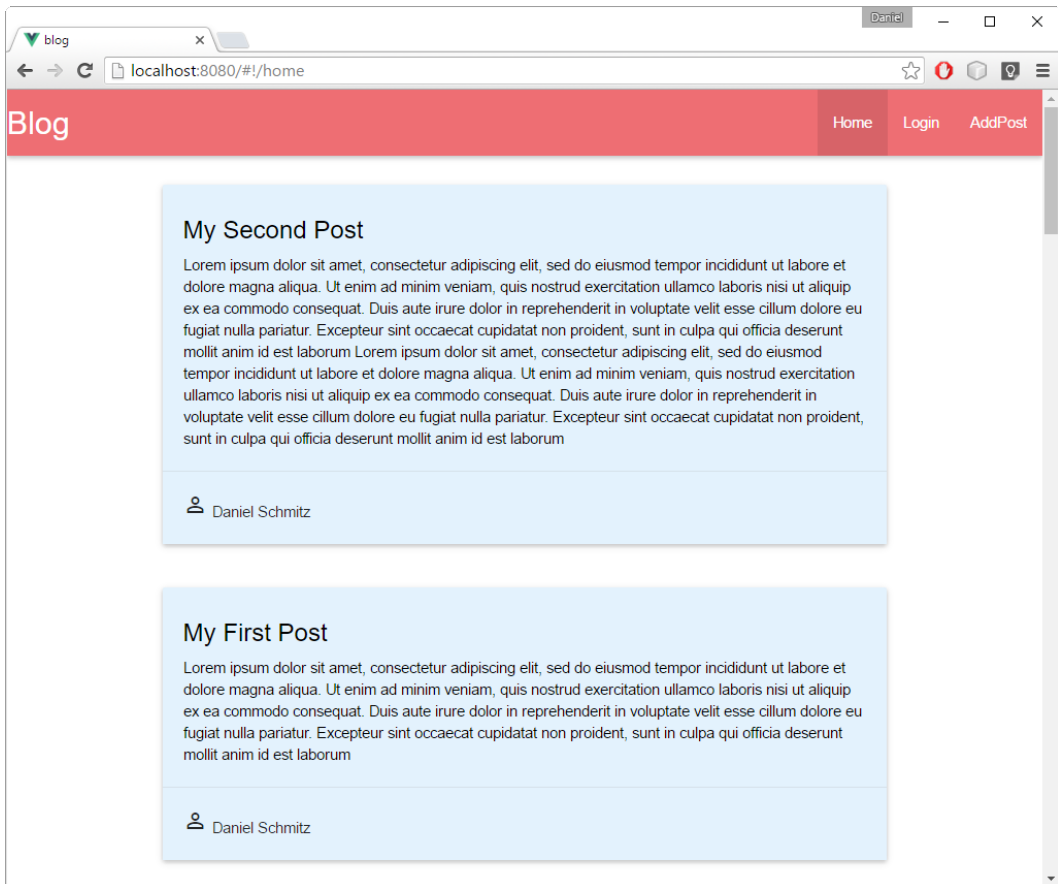 Daniel
blog
localhost:8080/#!/home
Blog
Home
Login
AddPost
My Second Post
Lorem ipsum dolor sit amet, consectetur adipiscing elit, sed do eiusmod tempor incididunt ut labore et
dolore magna aliqua. Ut enim ad minim veniam, quis nostrud exercitation ullamco laboris nisi ut aliquip
ex ea commodo consequat. Duis aute irure dolor in reprehenderit in voluptate velit esse cillum dolore eu
fugiat nulla pariatur. Excepteur sint occaecat cupidatat non proident, sunt in culpa qui officia deserunt
mollit anim id est laborum Lorem ipsum dolor sit amet, consectetur adipiscing elit, sed do eiusmod
tempor incididunt ut labore et dolore magna aliqua. Ut enim ad minim veniam, quis nostrud exercitation
ullamco laboris nisi ut aliquip ex ea commodo consequat. Duis aute irure dolor in reprehenderit in
voluptate velit esse cillum dolore eu fugiat nulla pariatur. Excepteur sint occaecat cupidatat non proident,
sunt in culpa qui officia deserunt mollit anim id est laborum
Daniel Schmitz
My First Post
Lorem ipsum dolor sit amet, consectetur adipiscing elit, sed do eiusmod tempor incididunt ut labore et
dolore magna aliqua. Ut enim ad minim veniam, quis nostrud exercitation ullamco laboris nisi ut aliquip
ex ea commodo consequat. Duis aute irure dolor in reprehenderit in voluptate velit esse cillum dolore eu
fugiat nulla pariatur. Excepteur sint occaecat cupidatat non proident, sunt in culpa qui officia deserunt
mollit anim id est laborum
Daniel Schmitz